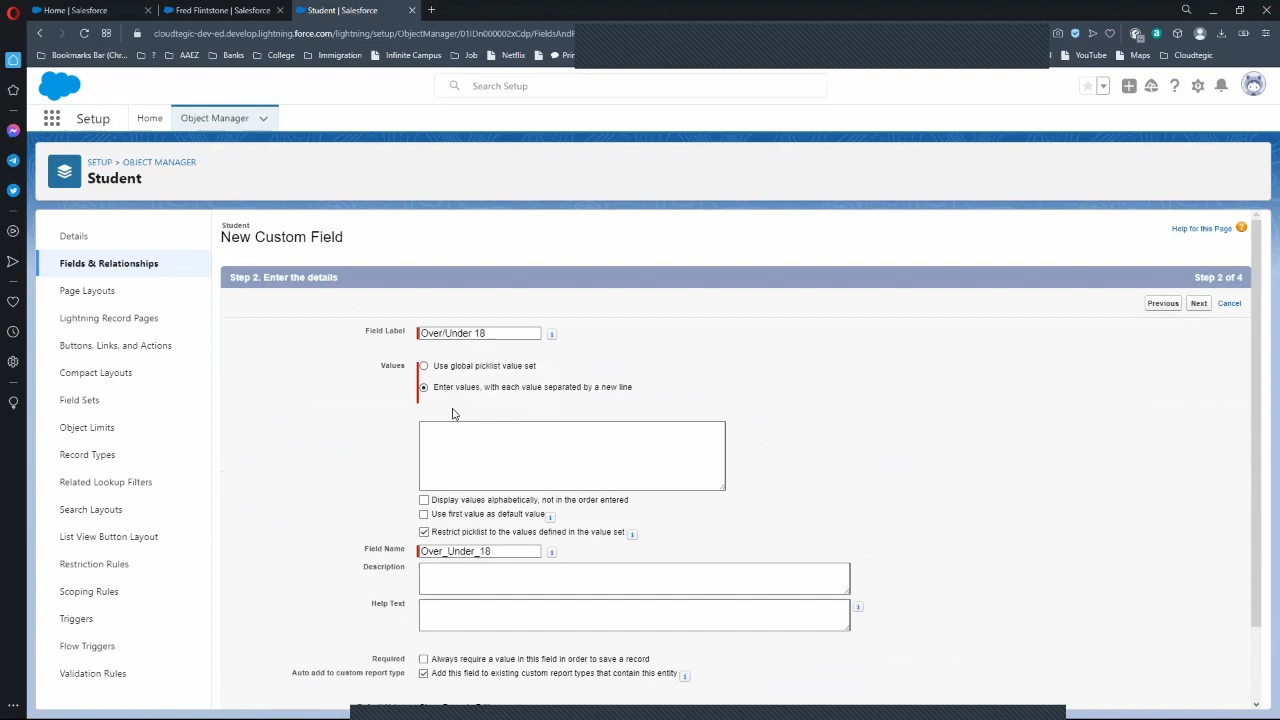 Home | Salesforce
Fred Flintstone | Salesforce
Student | Salesforce
cloudtegic-dev-ed.develop.lightning.force.com/lightning/setup/ObjectManager/01IDn000002xCdp/FieldsAndR
Bookmarks Bar (Chr...
?
AAEZ
Banks
College
Immigration
Infinite Campus
Job
Netflix
Prin
YouTube
Maps
Cloudtegic
Search Setup
Setup
Home
Object Manager
SETUP > OBJECT MANAGER
Student
Details
Fields & Relationships
Page Layouts
Lightning Record Pages
Buttons, Links, and Actions
Compact Layouts
Field Sets
Object Limits
Record Types
Related Lookup Filters
Search Layouts
List View Button Layout
Restriction Rules
Scoping Rules
Triggers
Flow Triggers
Validation Rules
Student
New Custom Field
Help for this Page
Step 2. Enter the details
Step 2 of 4
Previous
Next
Cancel
Field Label
Over/Under 18
Values
Use global picklist value set
Enter values, with each value separated by a new line
Display values alphabetically, not in the order entered
Use first value as default value
Restrict picklist to the values defined in the value set
Field Name
Over_Under_18
Description
Help Text
Required
Always require a value in this field in order to save a record
Auto add to custom report type
Add this field to existing custom report types that contain this entity